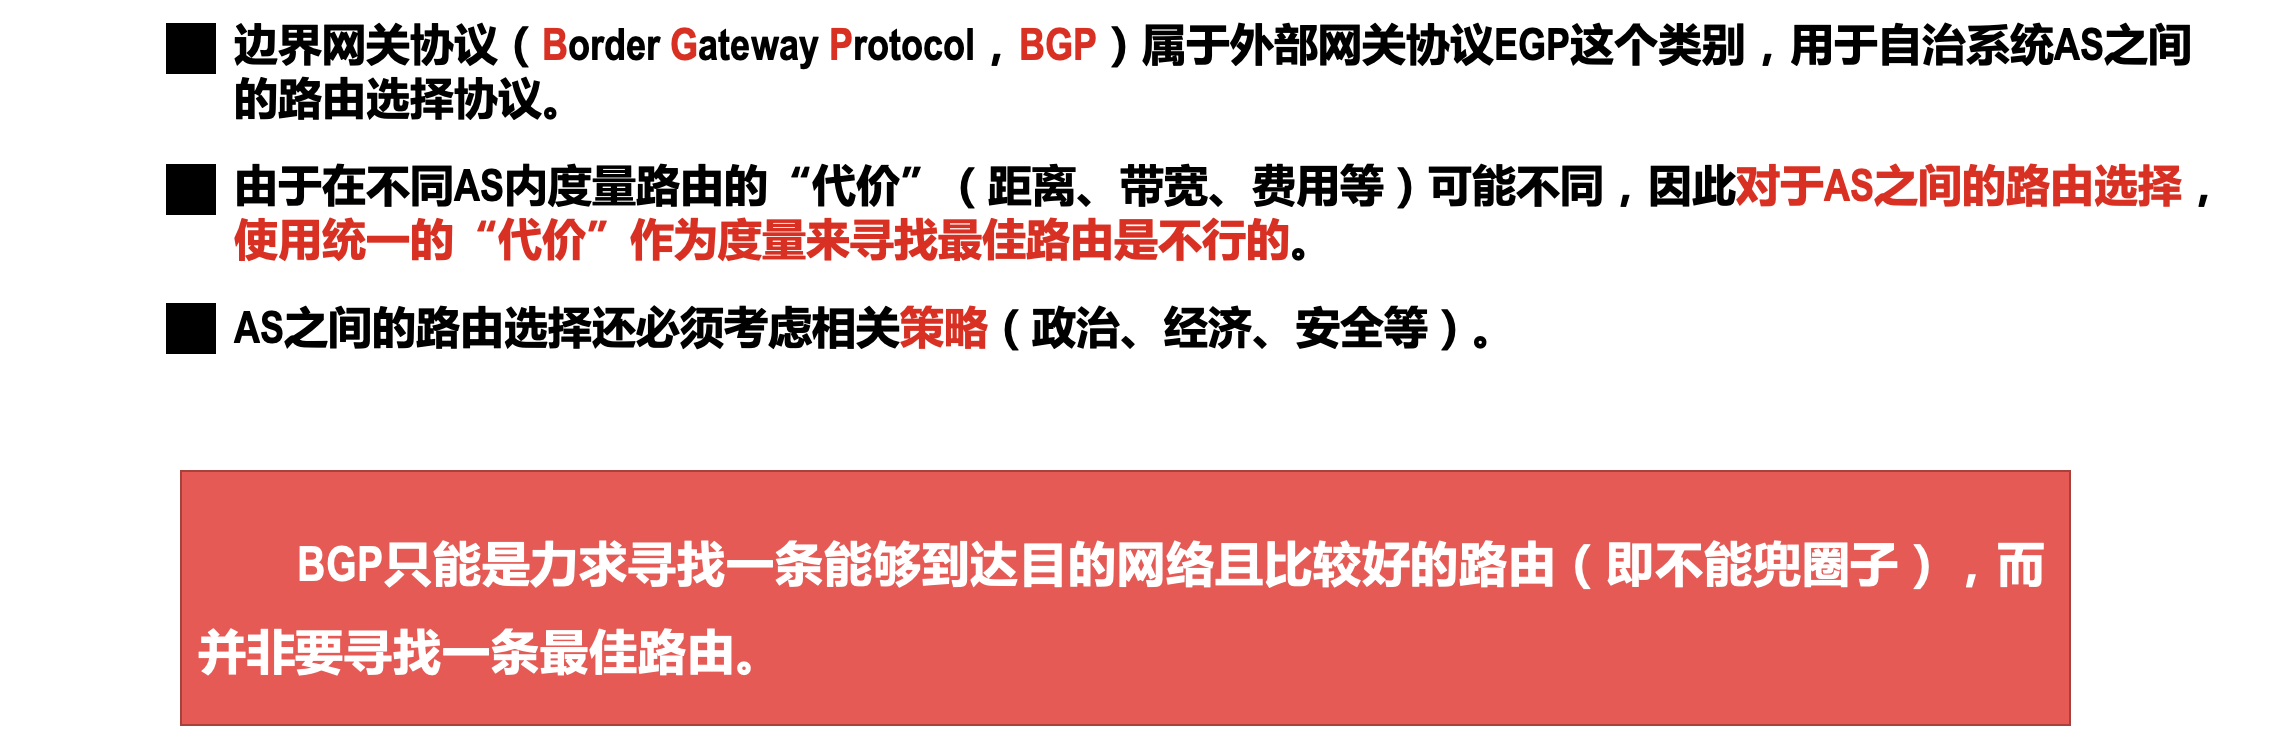 边界网关协议（Border Gateway Protocol，BGP）属于外部网关协议EGP这个类别，用于自治系统AS之间
的路由选择协议。
由于在不同AS内度量路由的“代价”（距离、带宽、费用等）可能不同，因此对于AS之间的路由选择，
使用统一的“代价”作为度量来寻找最佳路由是不行的。
AS之间的路由选择还必须考虑相关策略（政治、经济、安全等）。
BGP只能是力求寻找一条能够到达目的网络且比较好的路由（即不能兜圈子），而
并非要寻找一条最佳路由。